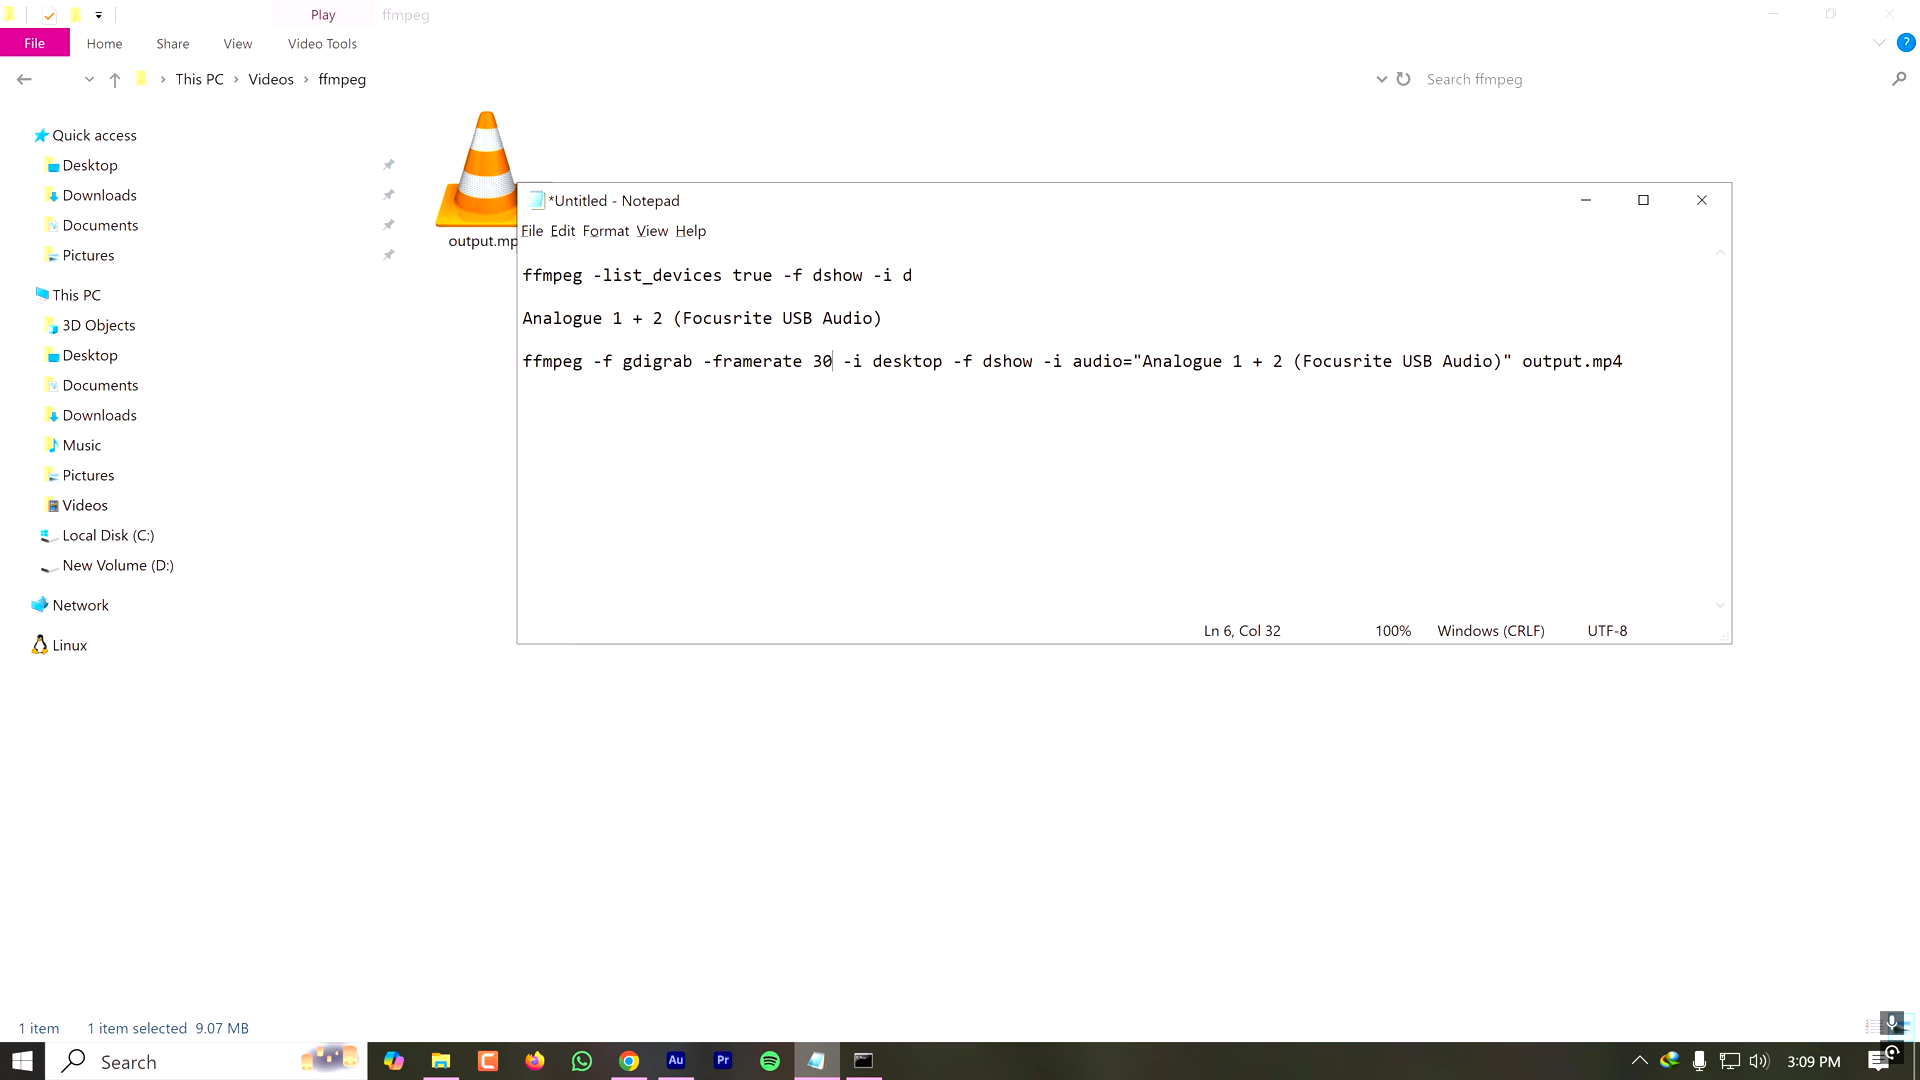 Play
ffmpeg
File
Home
Share
View
Video Tools
?
This PC > Videos > ffmpeg
Search ffmpeg
Quick access
Desktop
Downloads
Documents
Pictures
This PC
3D Objects
Desktop
Documents
Downloads
Music
Pictures
Videos
Local Disk (C:)
New Volume (D:)
Network
Linux
output.mp
*Untitled - Notepad
File Edit Format View Help
ffmpeg -list_devices true -f dshow -i d
Analogue 1 + 2 (Focusrite USB Audio)
ffmpeg -f gdigrab -framerate 30 -i desktop -f dshow -i audio="Analogue 1 + 2 (Focusrite USB Audio)" output.mp4
Ln 6, Col 32
100%
Windows (CRLF)
UTF-8
1 item
1 item selected 9.07 MB
Search
C
Au
Pr
3:09 PM